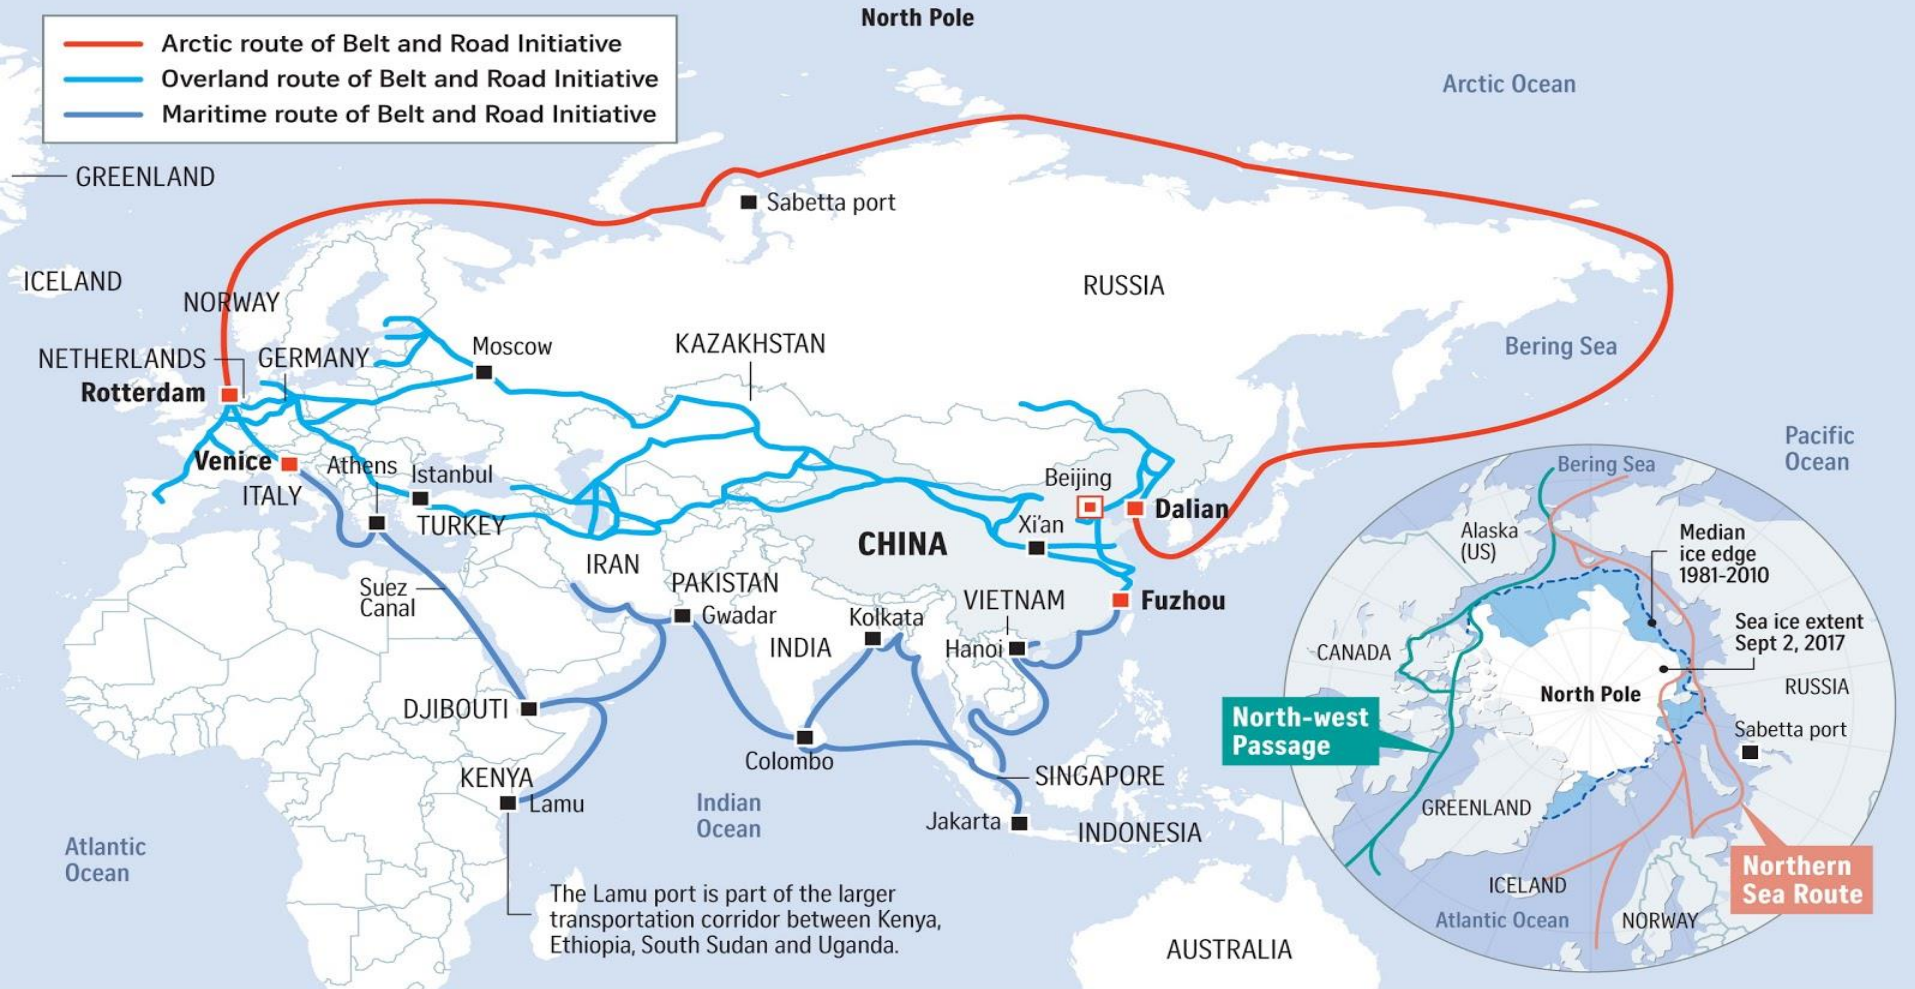 North Pole
Arctic route of Belt and Road Initiative
Overland route of Belt and Road Initiative
Maritime route of Belt and Road Initiative
Arctic Ocean
GREENLAND
Sabetta port
ICELAND
NORWAY
RUSSIA
Bering Sea
NETHERLANDS
GERMANY
Moscow
KAZAKHSTAN
Rotterdam
Venice
Athens
Istanbul
ITALY
TURKEY
Beijing
Dalian
Xi'an
CHINA
Pacific
Ocean
IRAN
PAKISTAN
Gwadar
Suez
Canal
Kolkata
VIETNAM
Fuzhou
INDIA
Hanoi
DJIBOUTI
Colombo
KENYA
Lamu
SINGAPORE
Jakarta
INDONESIA
Indian
Ocean
Atlantic
Ocean
The Lamu port is part of the larger
transportation corridor between Kenya,
Ethiopia, South Sudan and Uganda.
AUSTRALIA
Bering Sea
Alaska
(US)
Median
ice edge
1981-2010
Sea ice extent
Sept 2, 2017
CANADA
North Pole
RUSSIA
North-west
Passage
Sabetta port
GREENLAND
Northern
Sea Route
ICELAND
Atlantic Ocean
NORWAY